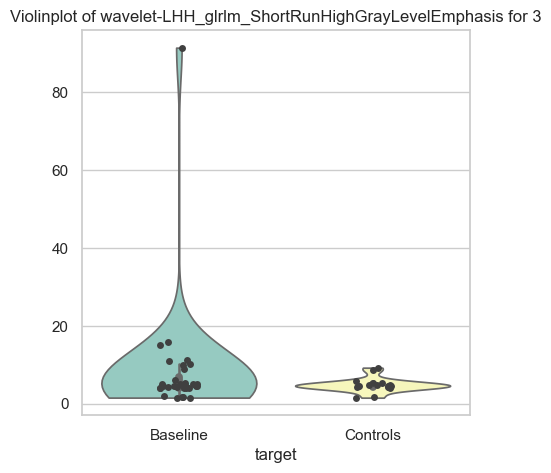 Violinplot of wavelet-LHH_glrlm_ShortRunHighGrayLevelEmphasis for 3
80
60
40
20
0
Baseline Controls
target